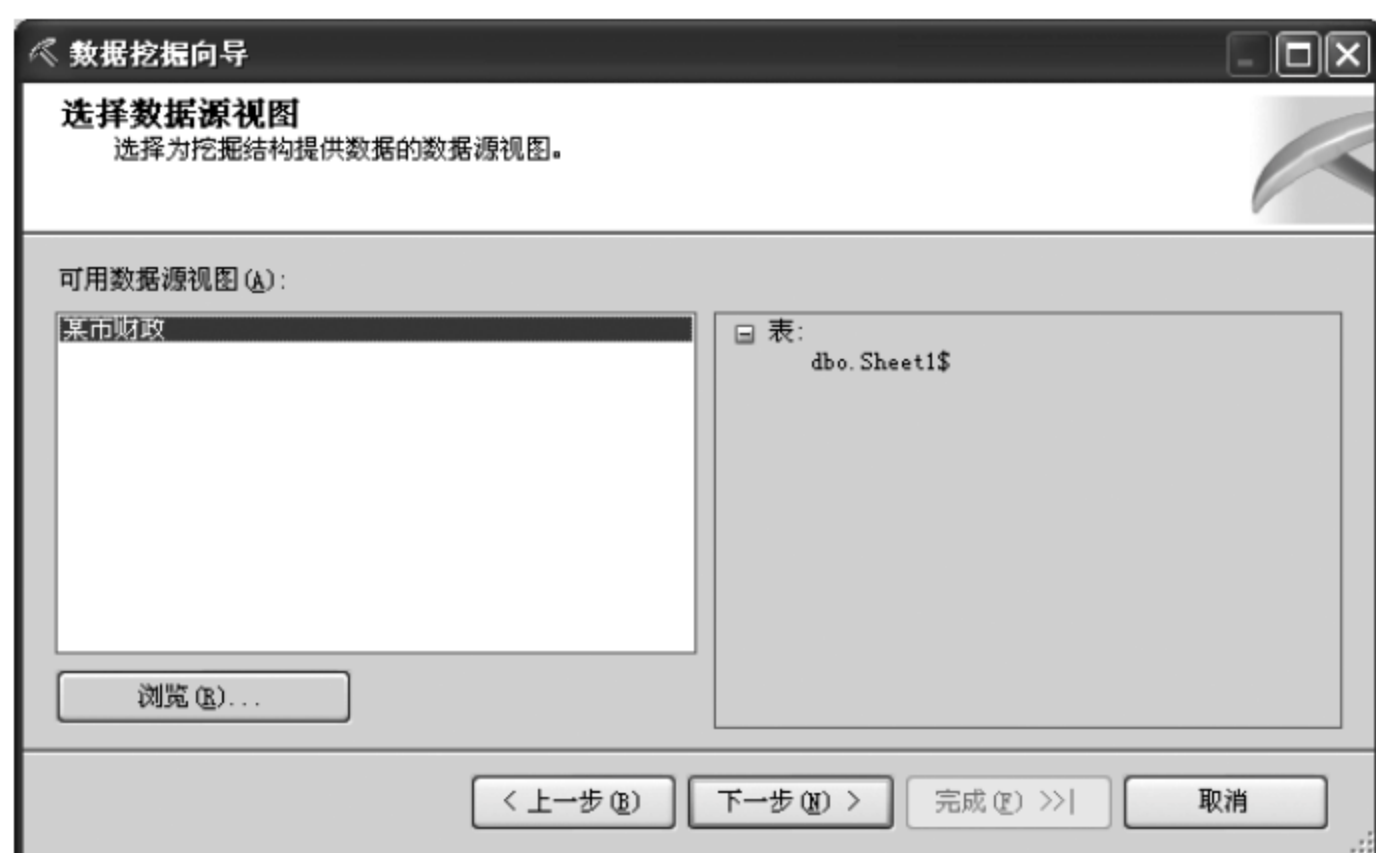 数据挖掘向导
选择数据源视图
选择为挖掘结构提供数据的数据源视图。
可用数据源视图(A):
某市财政
表:
dbo.Sheet1$
浏览(R)...
< 上一步(B)
下一步(N) >
完成(F) >>|
取消